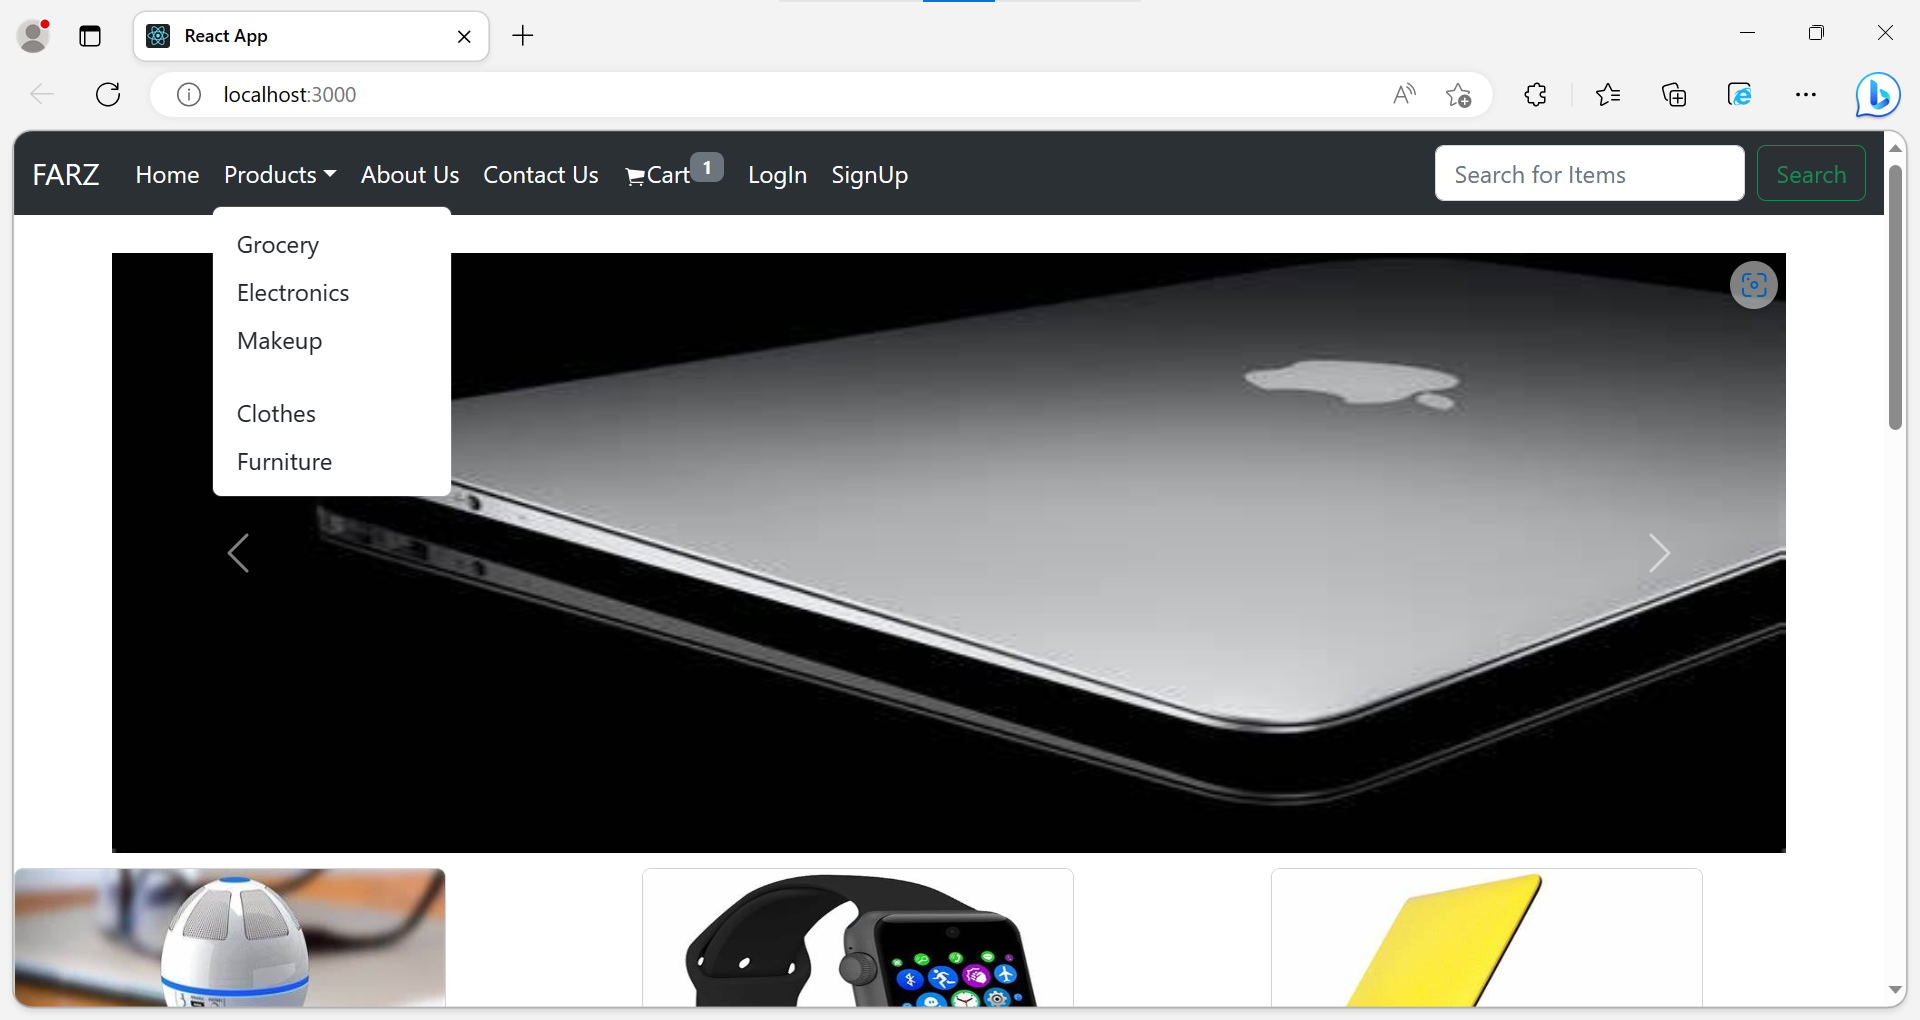 React App
localhost:3000
FARZ Home Products About Us Contact Us Cart 1 LogIn SignUp Search for Items Search
Grocery
Electronics
Makeup
Clothes
Furniture